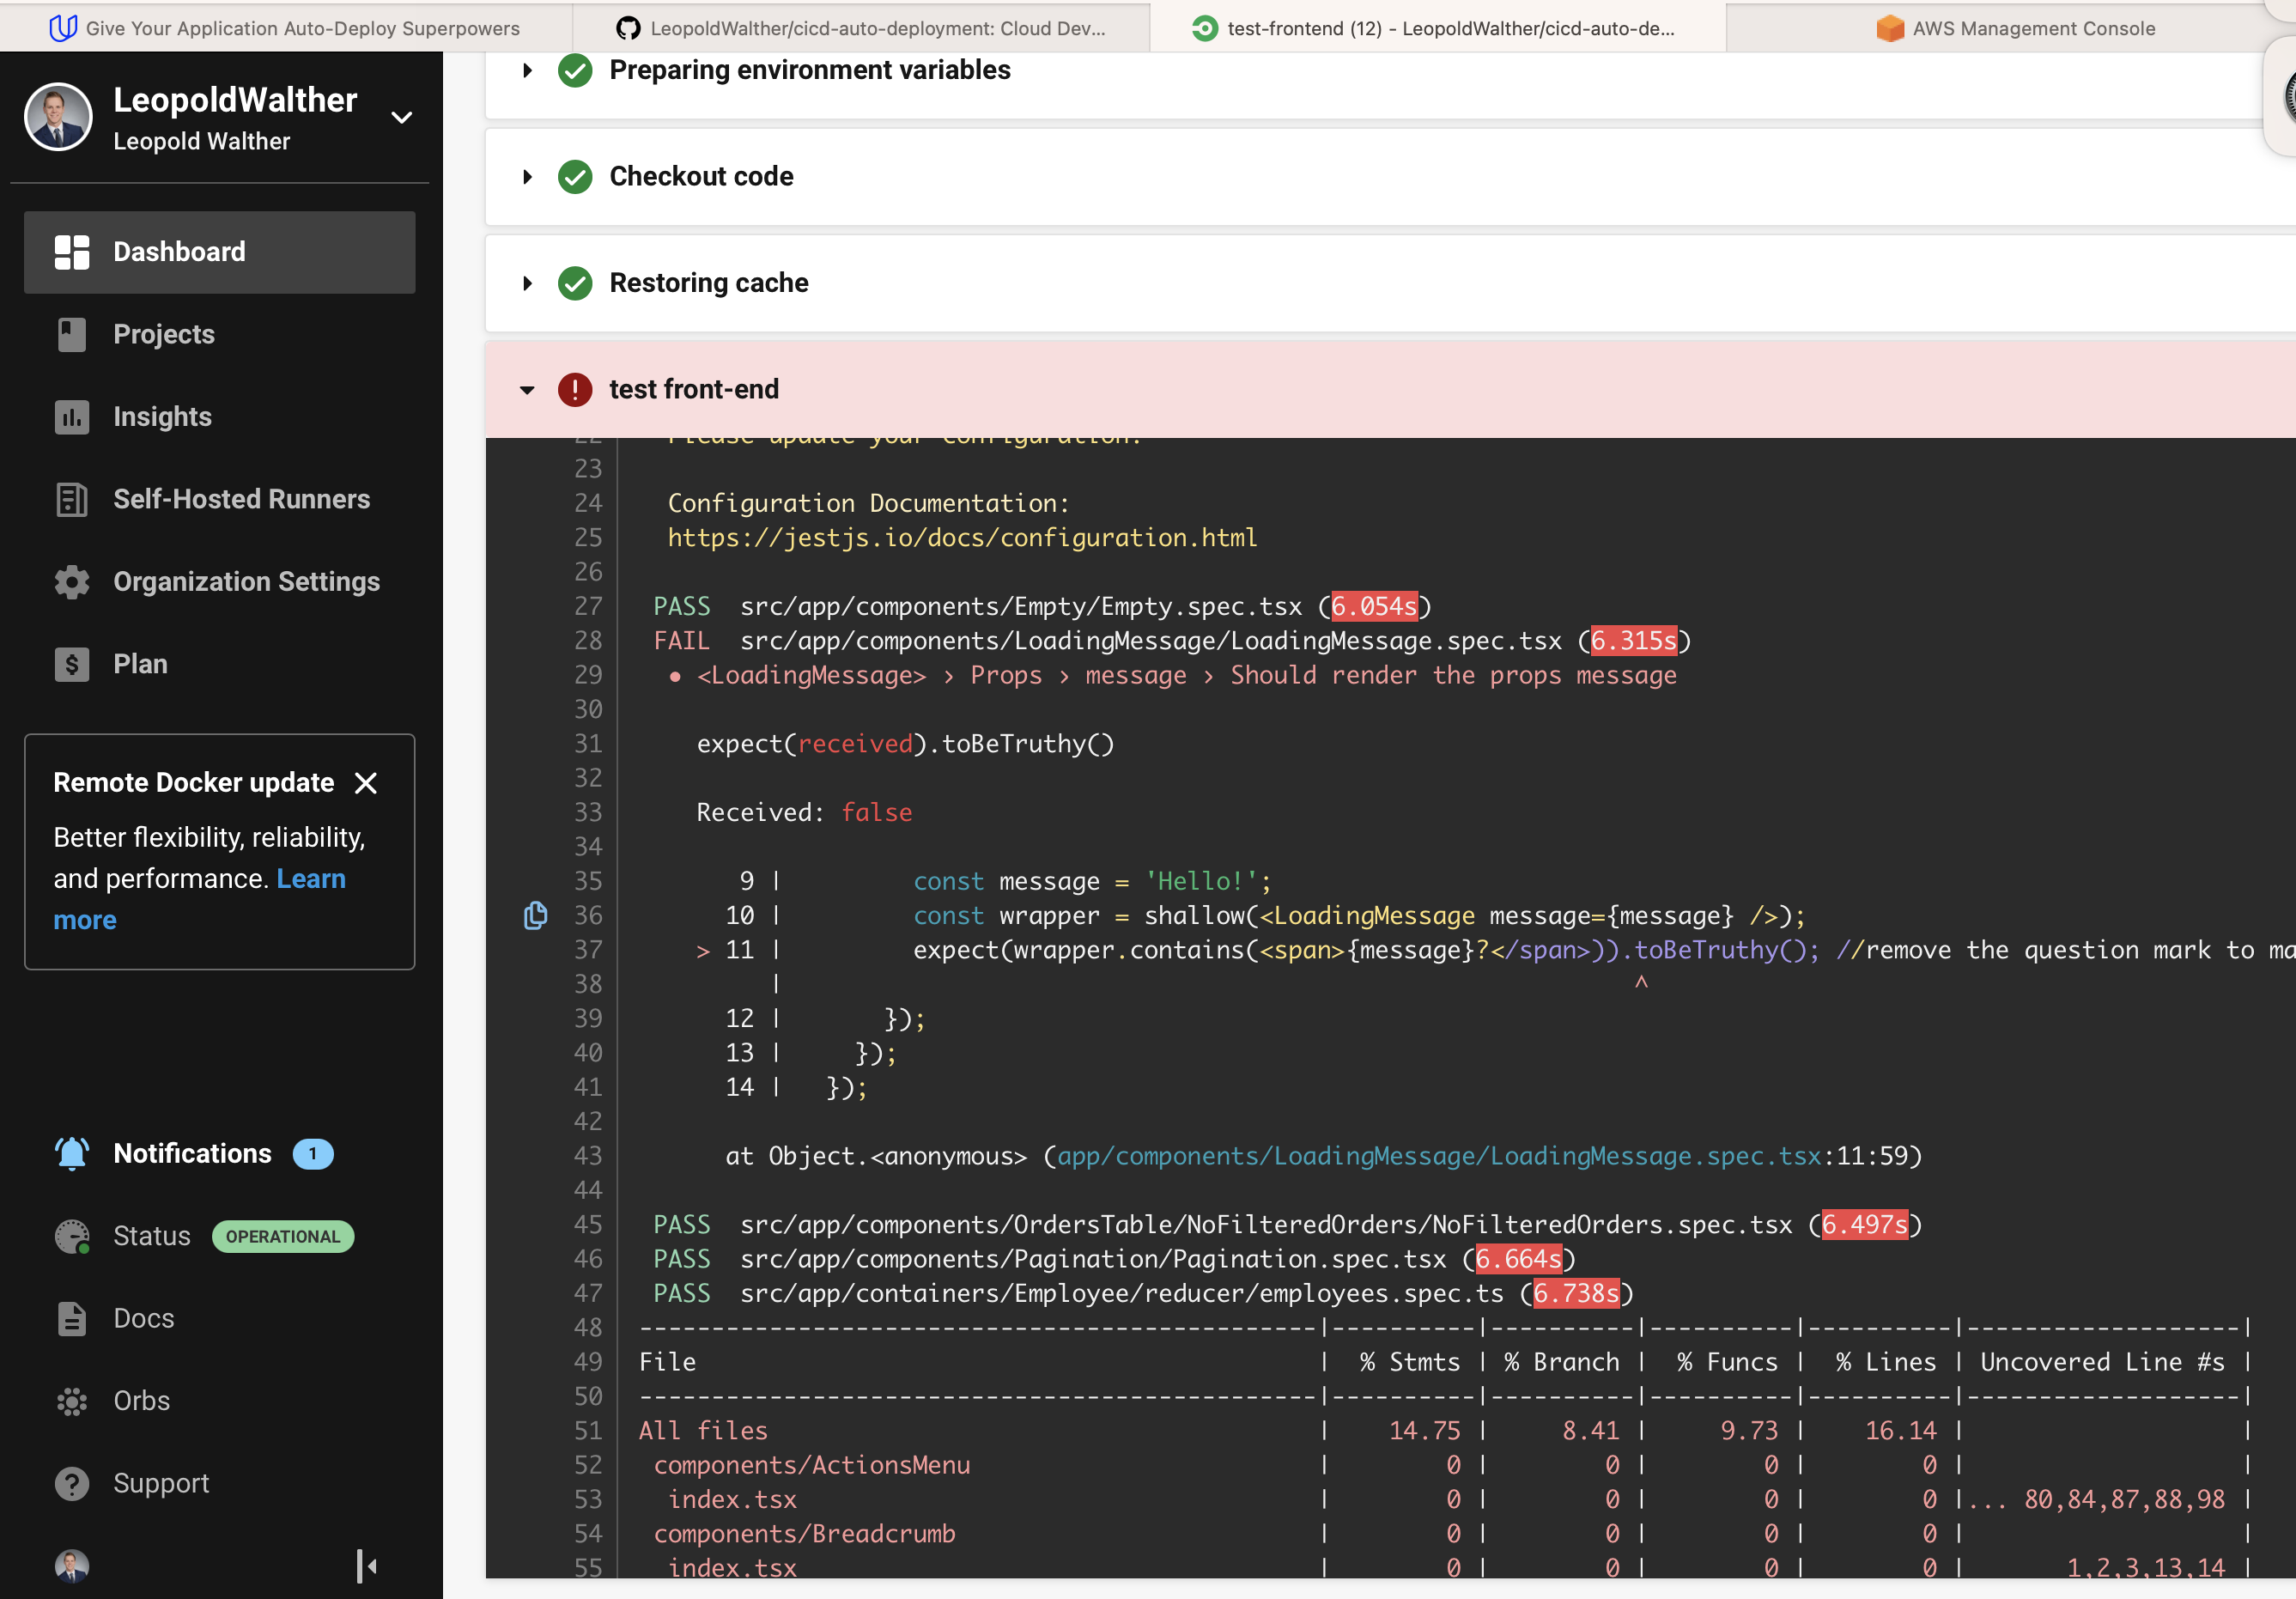 Give Your Application Auto-Deploy Superpowers
LeopoldWalther/cicd-auto-deployment: Cloud Dev...
test-frontend (12) - LeopoldWalther/cicd-auto-de...
AWS Management Console
LeopoldWalther
Leopold Walther
Dashboard
Projects
Insights
Self-Hosted Runners
Organization Settings
Plan
Remote Docker update
Better flexibility, reliability,
and performance. Learn
more
Notifications 1
Status OPERATIONAL
Docs
Orbs
Support
Preparing environment variables
Checkout code
Restoring cache
test front-end
22 Please update your configuration.
23
24 Configuration Documentation:
25 https://jestjs.io/docs/configuration.html
26
27 PASS src/app/components/Empty/Empty.spec.tsx (6.054s)
28 FAIL src/app/components/LoadingMessage/LoadingMessage.spec.tsx (6.315s)
29 ● <LoadingMessage> › Props › message › Should render the props message
30
31 expect(received).toBeTruthy()
32
33 Received: false
34
35 9 | const message = 'Hello!';
36 10 | const wrapper = shallow(<LoadingMessage message={message} />);
37 > 11 | expect(wrapper.contains(<span>{message}?</span>)).toBeTruthy(); //remove the question mark to ma
38 | ^
39 12 | });
40 13 | });
41 14 | });
42
43 at Object.<anonymous> (app/components/LoadingMessage/LoadingMessage.spec.tsx:11:59)
44
45 PASS src/app/components/OrdersTable/NoFilteredOrders/NoFilteredOrders.spec.tsx (6.497s)
46 PASS src/app/components/Pagination/Pagination.spec.tsx (6.664s)
47 PASS src/app/containers/Employee/reducer/employees.spec.ts (6.738s)
48 -----------------------------------------------|----------|----------|----------|----------|-------------------|
49 File | % Stmts | % Branch | % Funcs | % Lines | Uncovered Line #s |
50 -----------------------------------------------|----------|----------|----------|----------|-------------------|
51 All files | 14.75 | 8.41 | 9.73 | 16.14 | |
52 components/ActionsMenu | 0 | 0 | 0 | 0 | |
53 index.tsx | 0 | 0 | 0 | 0 |... 80,84,87,88,98 |
54 components/Breadcrumb | 0 | 0 | 0 | 0 | |
55 index.tsx | 0 | 0 | 0 | 0 | 1,2,3,13,14 |